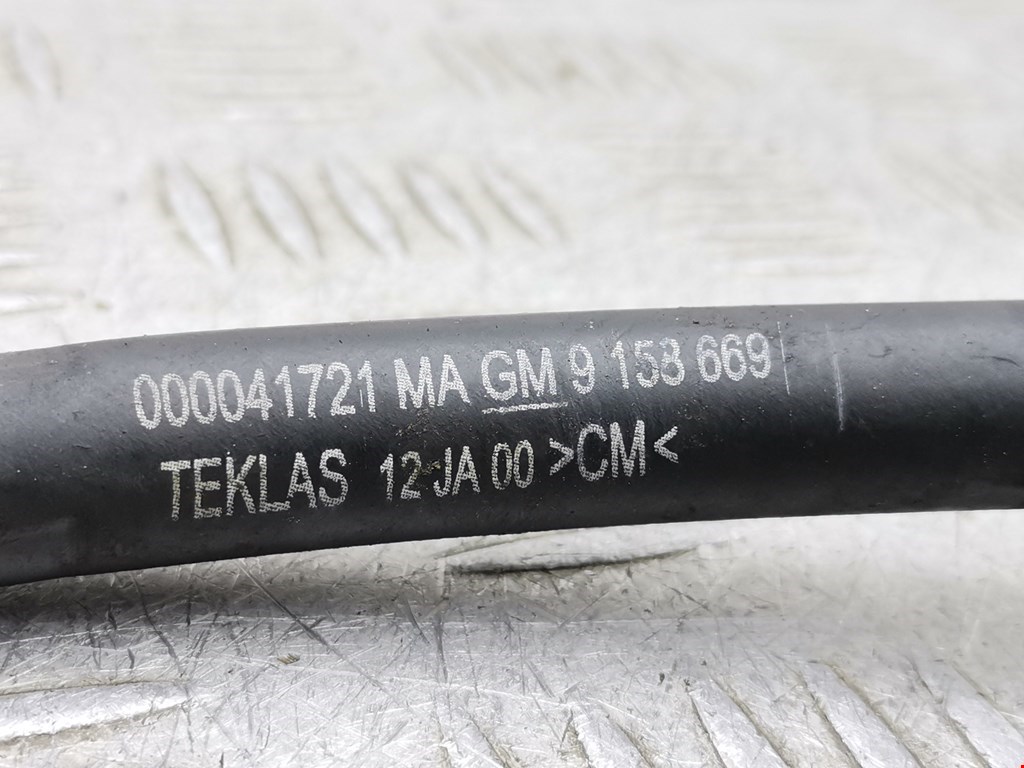 000041721 MA GM 9 158 669
TEKLAS 12 JA 00 >CM<